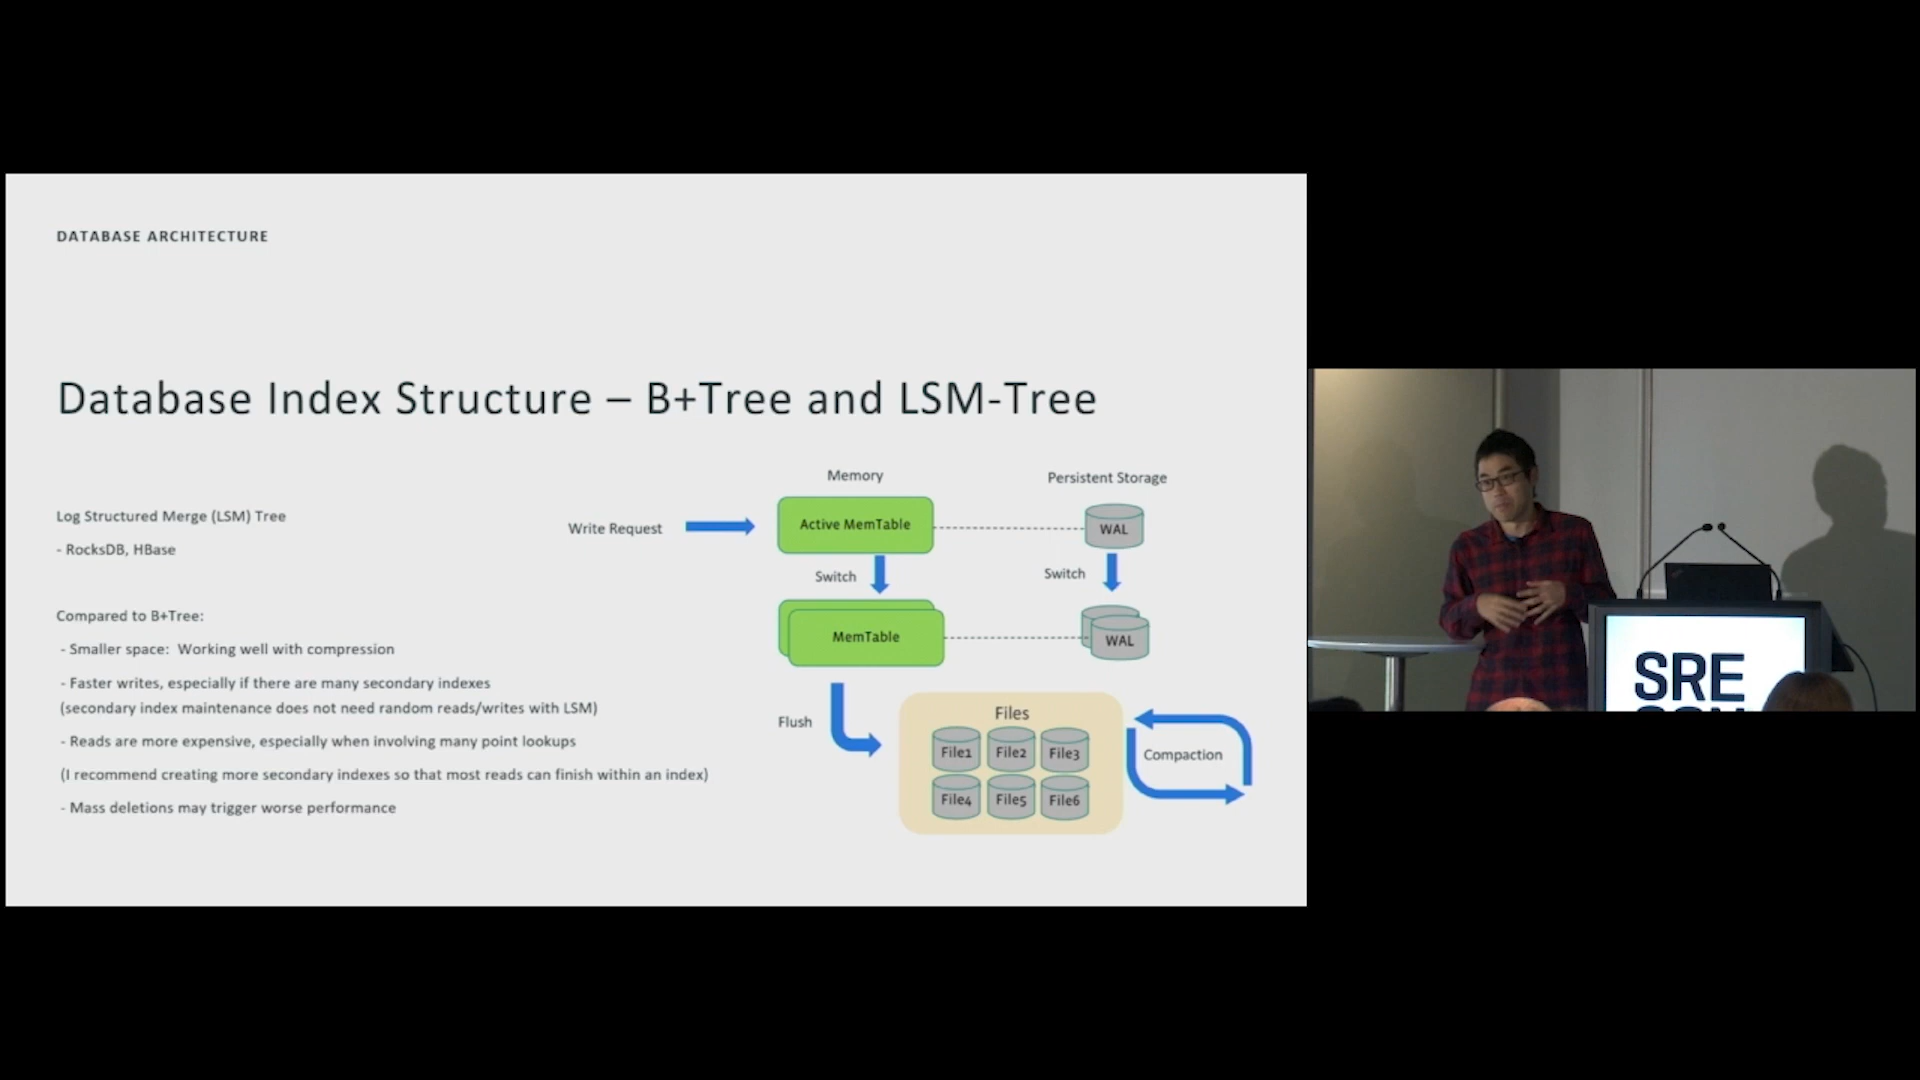 DATABASE ARCHITECTURE
Database Index Structure – B+Tree and LSM-Tree
Log Structured Merge (LSM) Tree
- RocksDB, HBase
Compared to B+Tree:
- Smaller space:  Working well with compression
- Faster writes, especially if there are many secondary indexes
(secondary index maintenance does not need random reads/writes with LSM)
- Reads are more expensive, especially when involving many point lookups
(I recommend creating more secondary indexes so that most reads can finish within an index)
- Mass deletions may trigger worse performance
Memory
Persistent Storage
Write Request
Active MemTable
WAL
Switch
Switch
MemTable
WAL
Flush
Files
File1 File2 File3
File4 File5 File6
Compaction
SRE